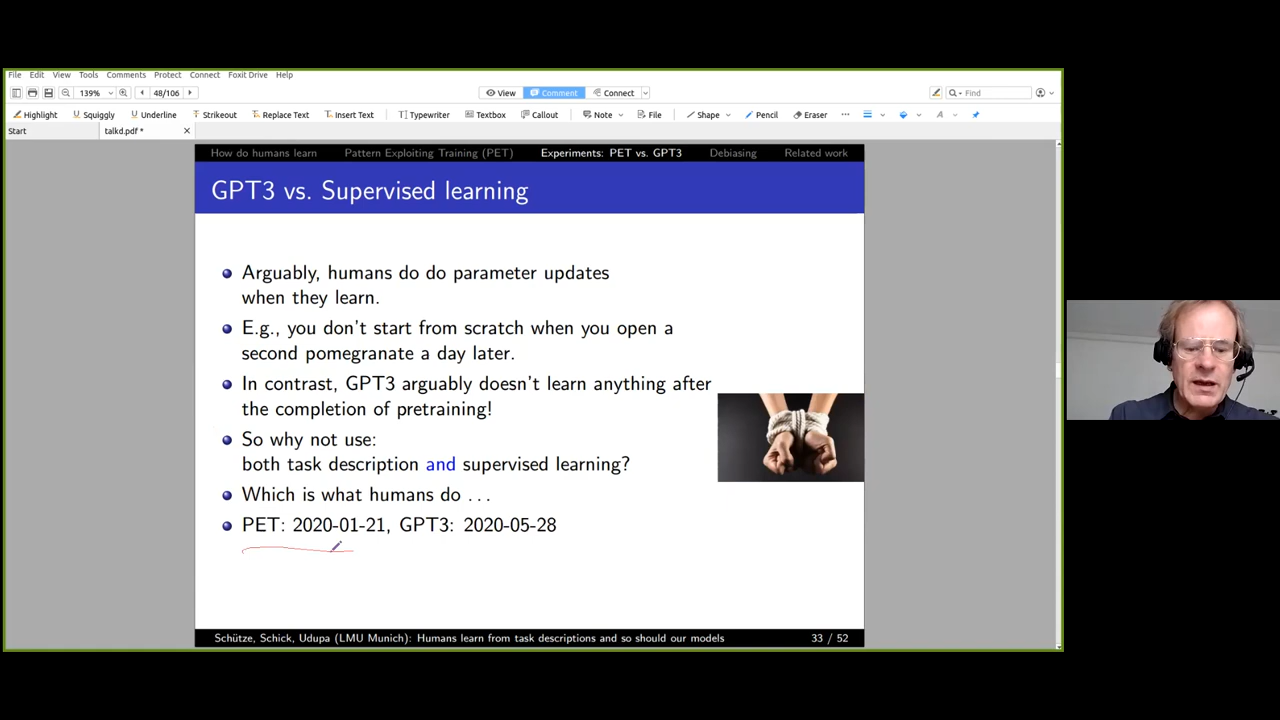 File Edit View Tools Comments Protect Connect Foxit Drive Help
139% 48/106 View Comment Connect Find
Highlight Squiggly Underline Strikeout Replace Text Insert Text Typewriter Textbox Callout Note File Shape Pencil Eraser
Start talkd.pdf *
How do humans learn Pattern Exploiting Training (PET) Experiments: PET vs. GPT3 Debiasing Related work
GPT3 vs. Supervised learning
Arguably, humans do do parameter updates
when they learn.
E.g., you don't start from scratch when you open a
second pomegranate a day later.
In contrast, GPT3 arguably doesn't learn anything after
the completion of pretraining!
So why not use:
both task description and supervised learning?
Which is what humans do . . .
PET: 2020-01-21, GPT3: 2020-05-28
Schütze, Schick, Udupa (LMU Munich): Humans learn from task descriptions and so should our models 33 / 52